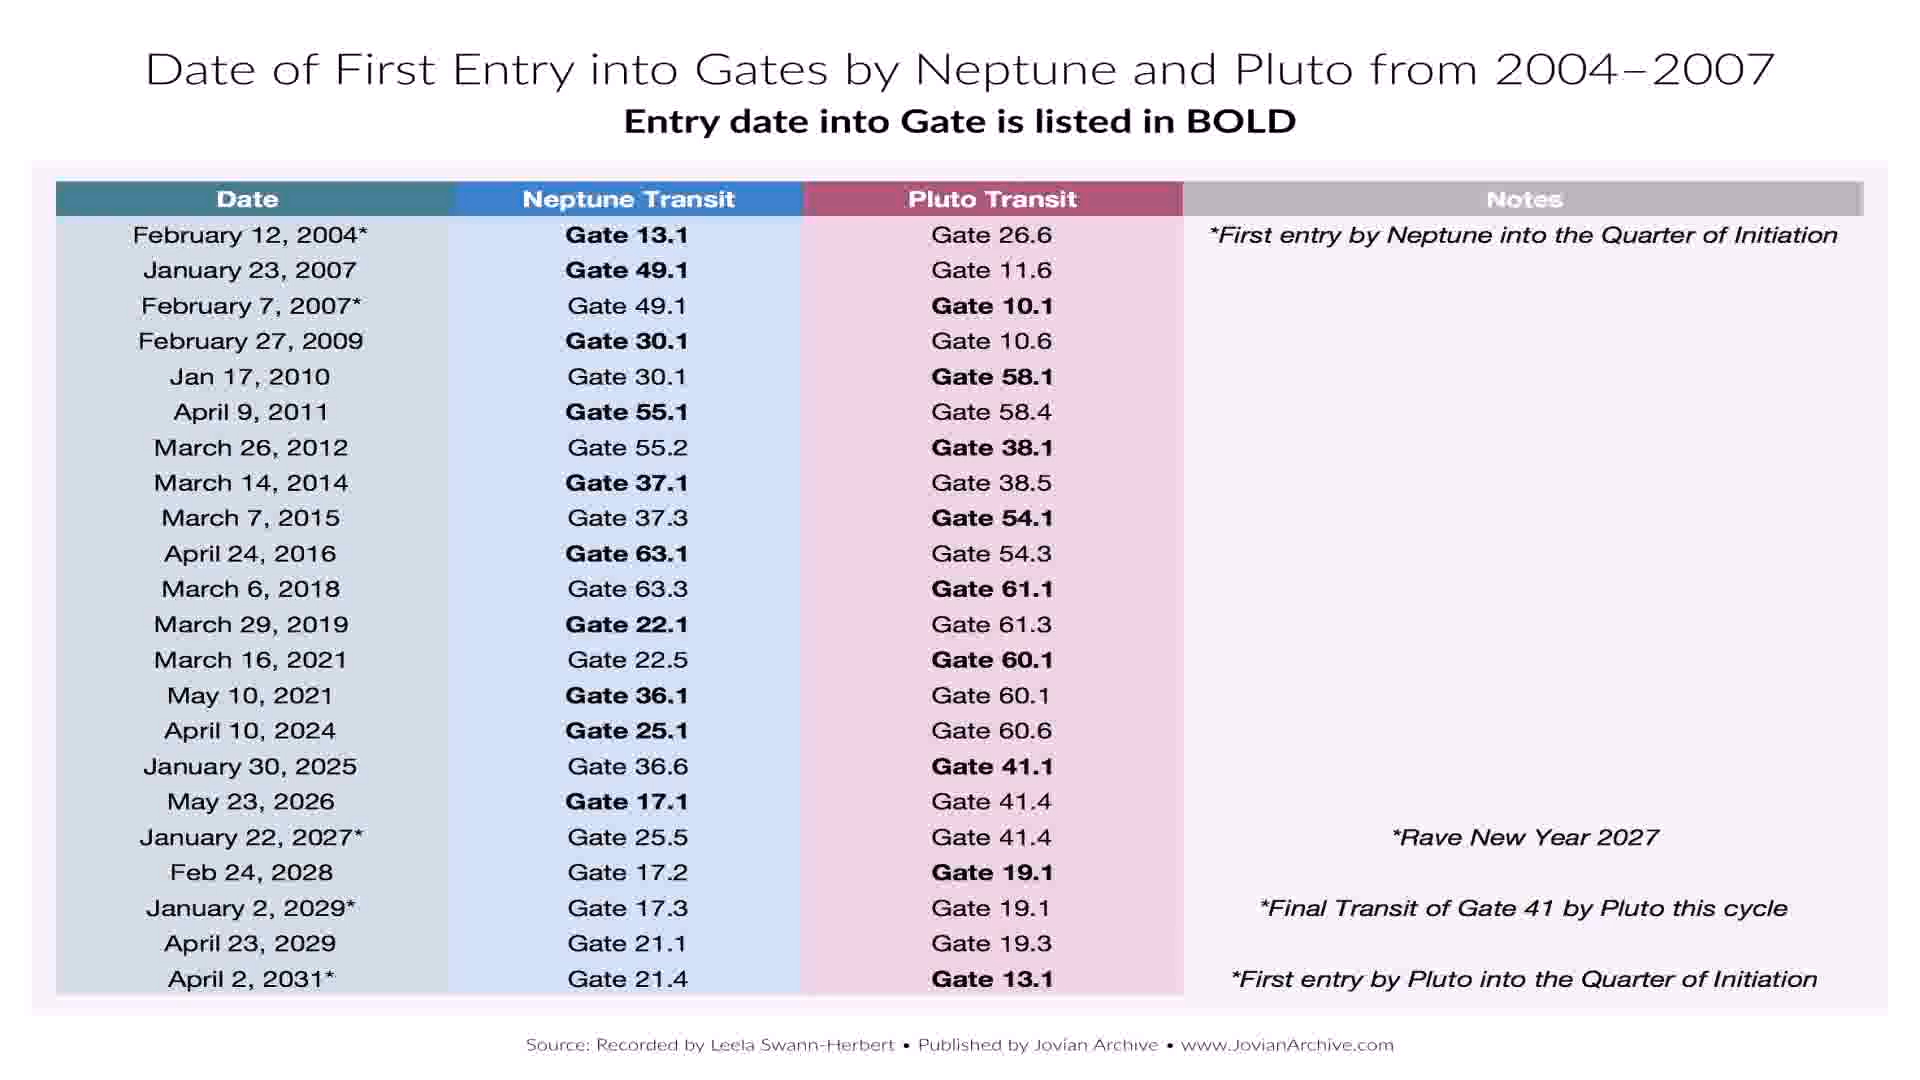 Date of First Entry into Gates by Neptune and Pluto from 2004–2007
Entry date into Gate is listed in BOLD
Date Neptune Transit Pluto Transit Notes
February 12, 2004* Gate 13.1 Gate 26.6 *First entry by Neptune into the Quarter of Initiation
January 23, 2007 Gate 49.1 Gate 11.6
February 7, 2007* Gate 49.1 Gate 10.1
February 27, 2009 Gate 30.1 Gate 10.6
Jan 17, 2010 Gate 30.1 Gate 58.1
April 9, 2011 Gate 55.1 Gate 58.4
March 26, 2012 Gate 55.2 Gate 38.1
March 14, 2014 Gate 37.1 Gate 38.5
March 7, 2015 Gate 37.3 Gate 54.1
April 24, 2016 Gate 63.1 Gate 54.3
March 6, 2018 Gate 63.3 Gate 61.1
March 29, 2019 Gate 22.1 Gate 61.3
March 16, 2021 Gate 22.5 Gate 60.1
May 10, 2021 Gate 36.1 Gate 60.1
April 10, 2024 Gate 25.1 Gate 60.6
January 30, 2025 Gate 36.6 Gate 41.1
May 23, 2026 Gate 17.1 Gate 41.4
January 22, 2027* Gate 25.5 Gate 41.4 *Rave New Year 2027
Feb 24, 2028 Gate 17.2 Gate 19.1
January 2, 2029* Gate 17.3 Gate 19.1 *Final Transit of Gate 41 by Pluto this cycle
April 23, 2029 Gate 21.1 Gate 19.3
April 2, 2031* Gate 21.4 Gate 13.1 *First entry by Pluto into the Quarter of Initiation
Source: Recorded by Leela Swann-Herbert • Published by Jovian Archive • www.JovianArchive.com